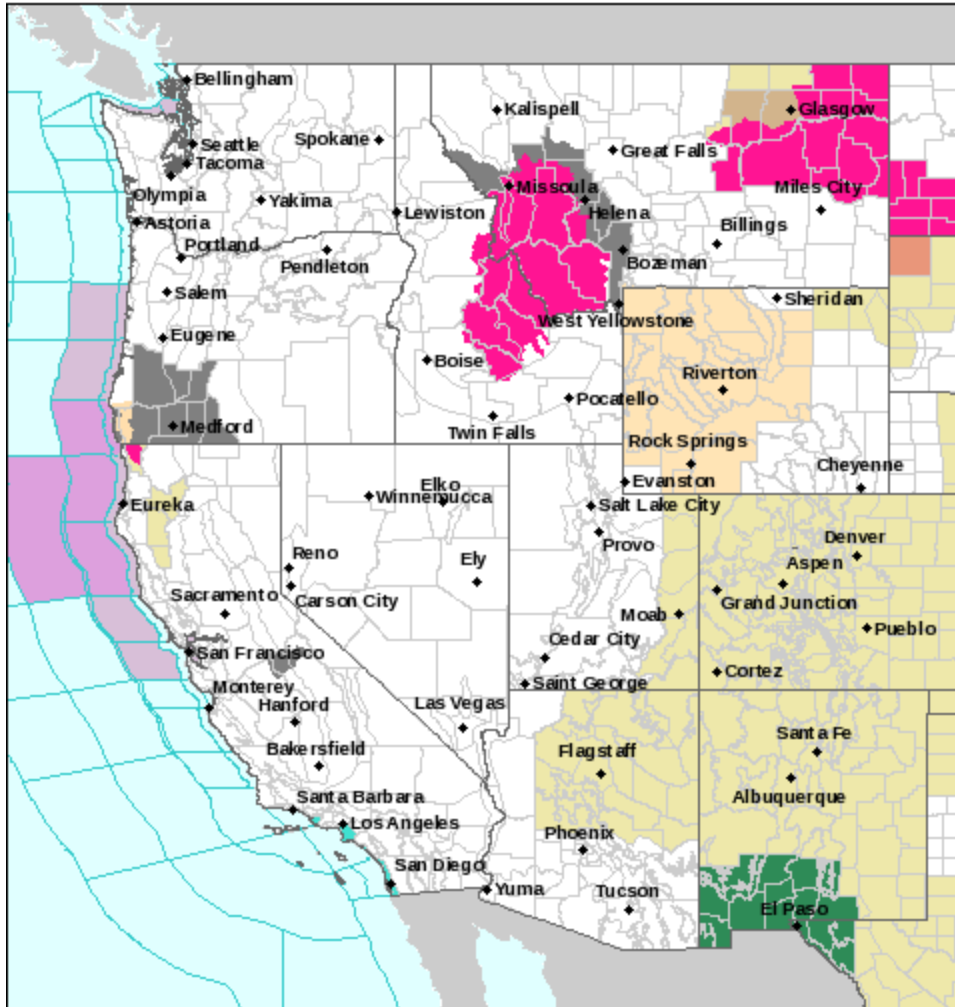 Bellingham
Kalispell
Glasgow
Seattle
Spokane
Great Falls
Tacoma
Missoula
Miles City
Olympia
Yakima
Lewiston
Helena
Astoria
Billings
Portland
Pendleton
Bozeman
Salem
Sheridan
West Yellowstone
Eugene
Boise
Riverton
Pocatello
Medford
Twin Falls
Rock Springs
Cheyenne
Elko
Evanston
Winnemucca
Eureka
Salt Lake City
Denver
Provo
Reno
Ely
Aspen
Sacramento
Carson City
Grand Junction
Moab
Pueblo
Cedar City
San Francisco
Cortez
Saint George
Monterey
Las Vegas
Hanford
Santa Fe
Bakersfield
Flagstaff
Albuquerque
Santa Barbara
Los Angeles
Phoenix
San Diego
Yuma
Tucson
El Paso